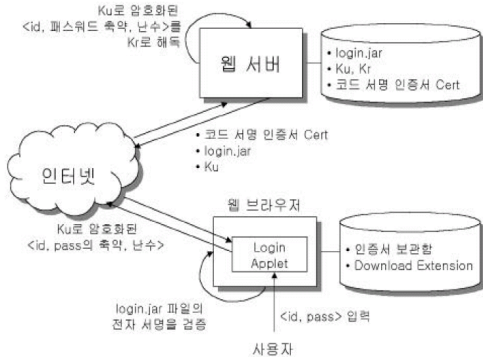 Ku로 암호화된
<id, 패스워드 축약, 난수>를
Kr로 해독
웹 서버
• login.jar
• Ku, Kr
• 코드 서명 인증서 Cert
• 코드 서명 인증서 Cert
• login.jar
• Ku
인터넷
Ku로 암호화된
<id, pass의 축약, 난수>
웹 브라우저
Login
Applet
• 인증서 보관함
• Download Extension
login.jar 파일의
전자 서명을 검증
<id, pass> 입력
사용자